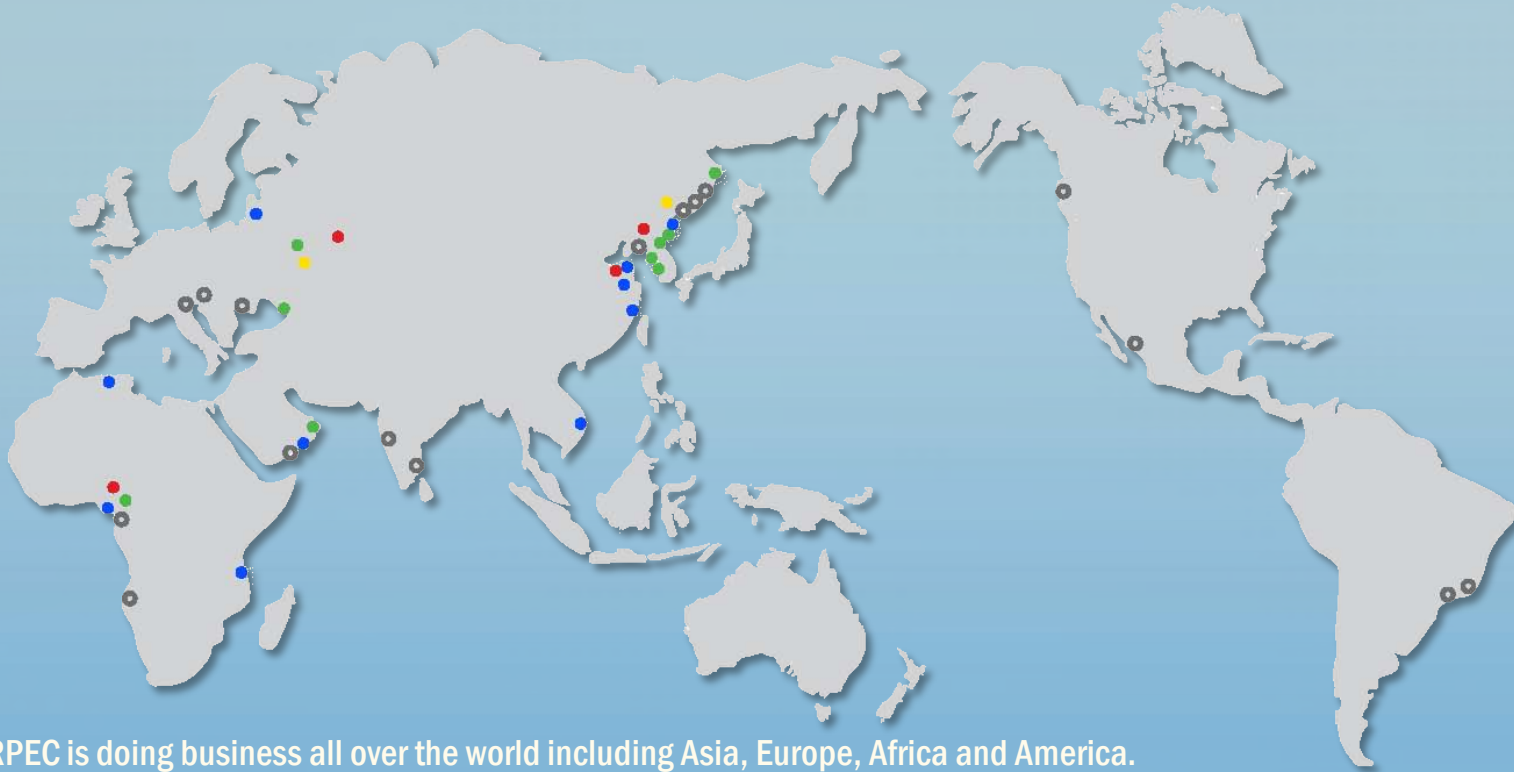 RPEC is doing business all over the world including Asia, Europe, Africa and America.